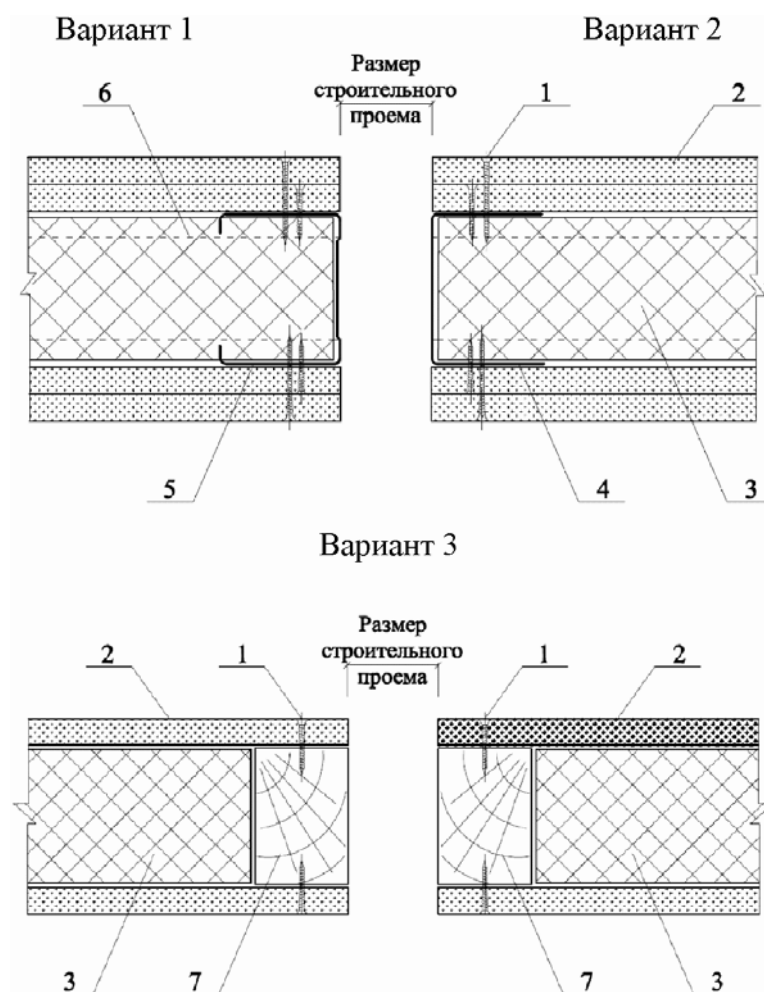 Вариант 1
Вариант 2
Размер
строительного
проема
6
1
2
5
4
3
Вариант 3
Размер
строительного
проема
2
1
1
2
3
7
7
3